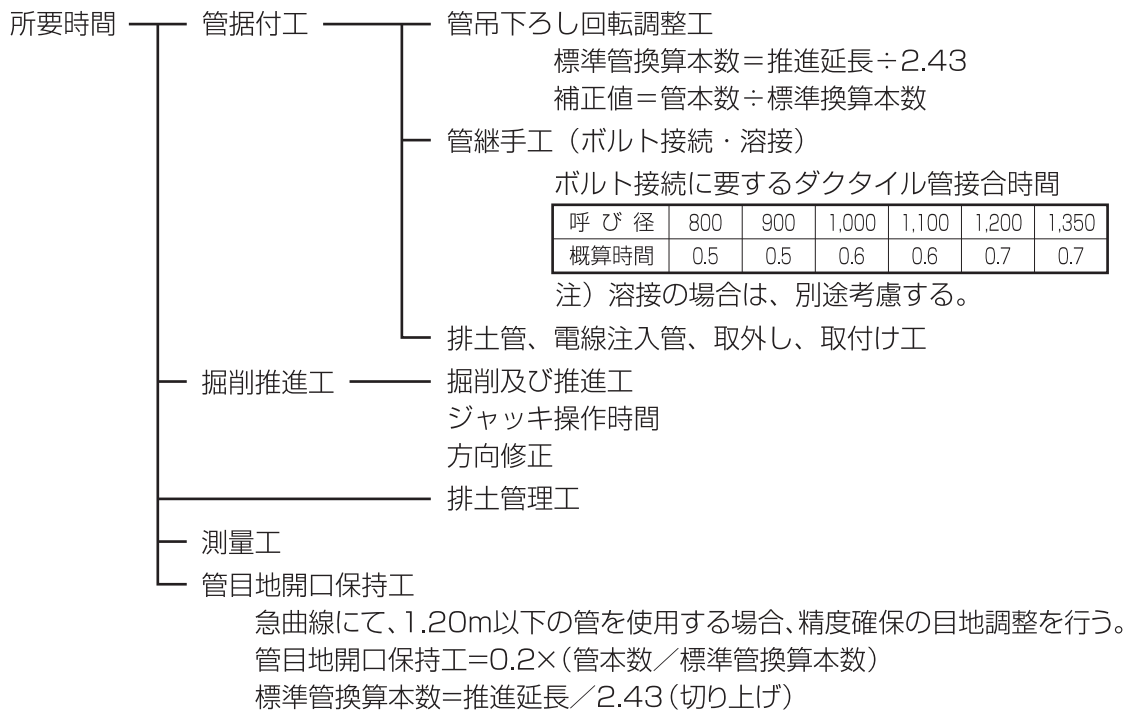 所要時間 管据付工 管吊下ろし回転調整工
標準管換算本数＝推進延長÷2.43
補正値＝管本数÷標準換算本数
管継手工（ボルト接続・溶接）
ボルト接続に要するダクタイル管接合時間
呼び径 800 900 1,000 1,100 1,200 1,350
概算時間 0.5 0.5 0.6 0.6 0.7 0.7
注）溶接の場合は、別途考慮する。
排土管、電線注入管、取外し、取付け工
掘削推進工 掘削及び推進工
ジャッキ操作時間
方向修正
排土管理工
測量工
管目地開口保持工
急曲線にて、1.20m以下の管を使用する場合、精度確保の目地調整を行う。
管目地開口保持工=0.2×（管本数／標準管換算本数）
標準管換算本数=推進延長／2.43（切り上げ）